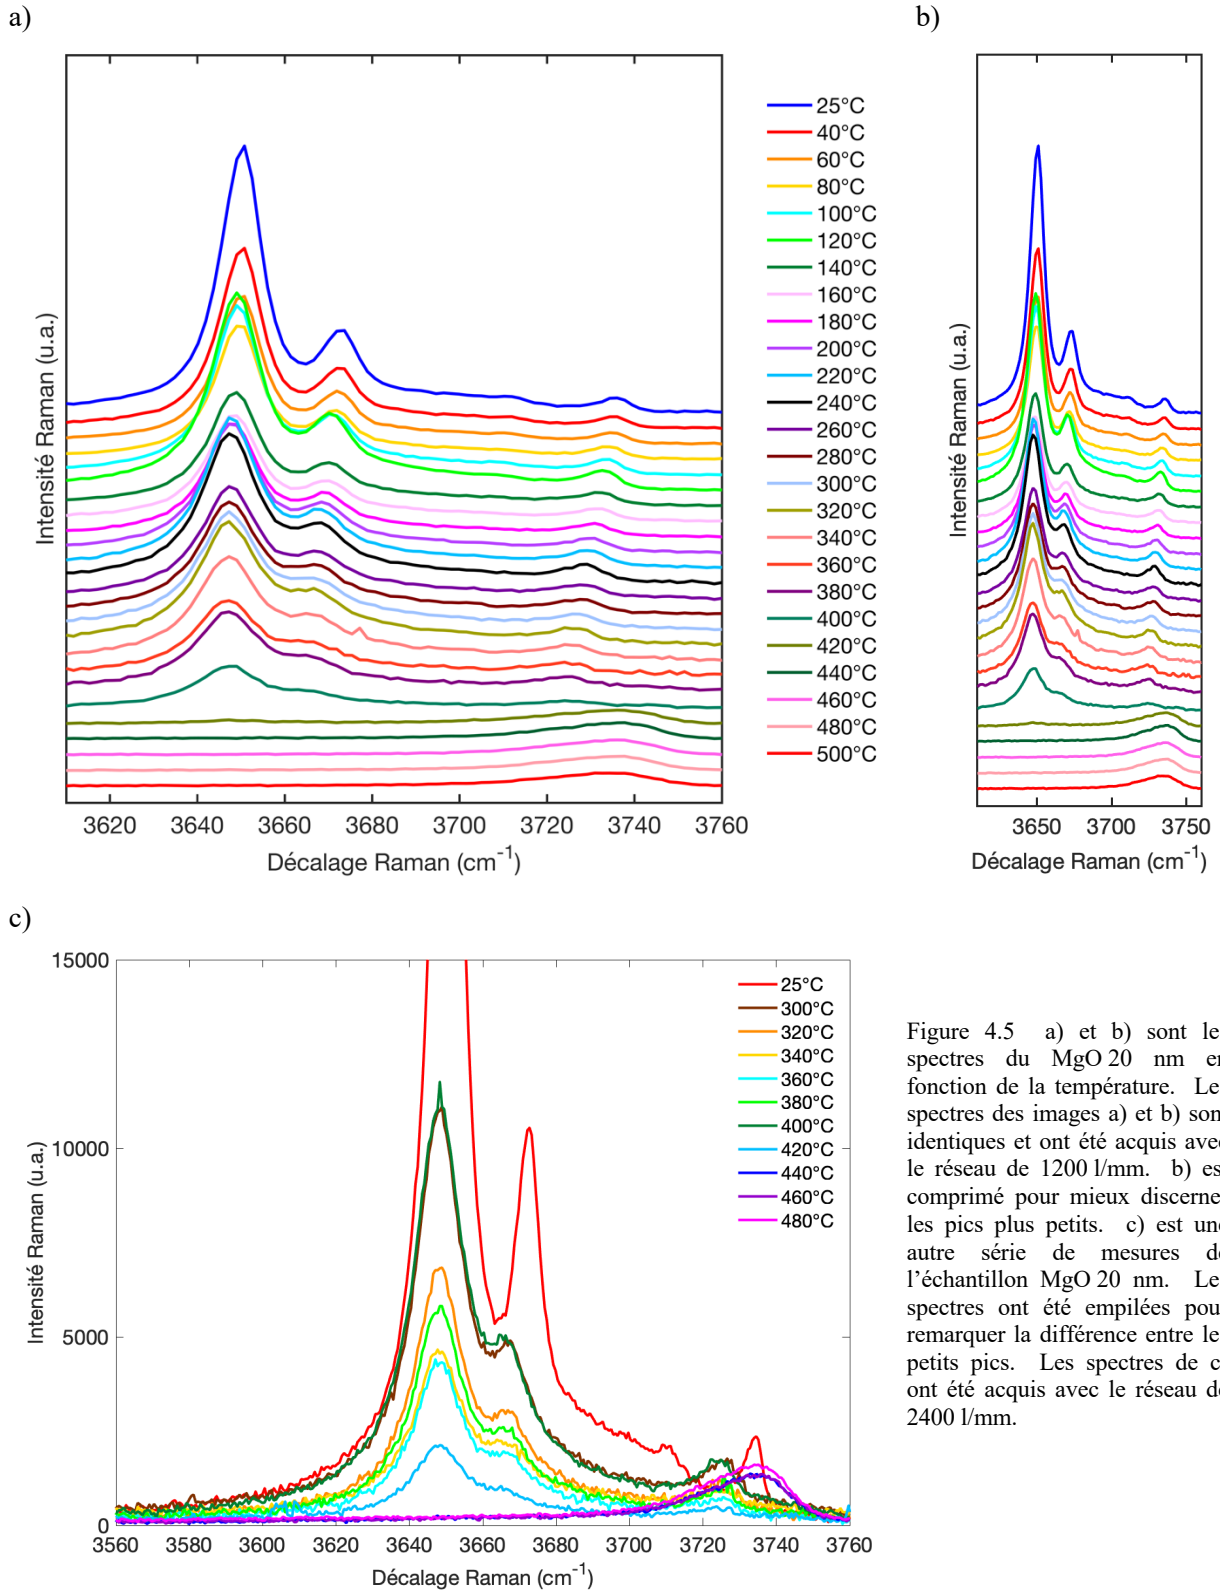 a)
b)
Intensité Raman (u.a.)
25°C
40°C
60°C
80°C
100°C
120°C
140°C
160°C
180°C
200°C
220°C
240°C
260°C
280°C
300°C
320°C
340°C
360°C
380°C
400°C
420°C
440°C
460°C
480°C
500°C
3620 3640 3660 3680 3700 3720 3740 3760
Décalage Raman (cm-1)
Intensité Raman (u.a.)
3650 3700 3750
Décalage Raman (cm-1)
c)
Intensité Raman (u.a.)
15000
10000
5000
0
25°C
300°C
320°C
340°C
360°C
380°C
400°C
420°C
440°C
460°C
480°C
3560 3580 3600 3620 3640 3660 3680 3700 3720 3740 3760
Décalage Raman (cm-1)
Figure 4.5 a) et b) sont le
spectres du MgO 20 nm en
fonction de la température. Le
spectres des images a) et b) son
identiques et ont été acquis avec
le réseau de 1200 l/mm. b) es
comprimé pour mieux discerne
les pics plus petits. c) est une
autre série de mesures de
l'échantillon MgO 20 nm. Le
spectres ont été empilées pou
remarquer la différence entre le
petits pics. Les spectres de c
ont été acquis avec le réseau de
2400 l/mm.